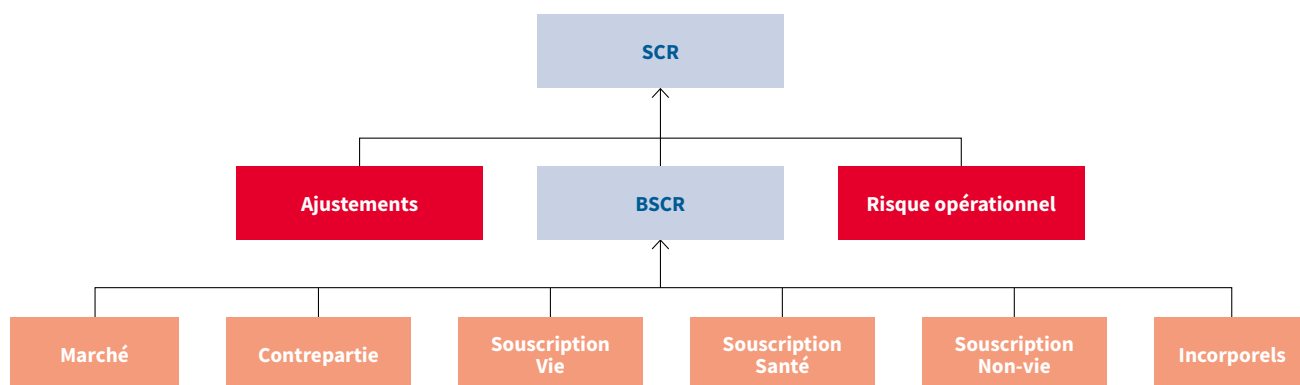 SCR
Ajustements
BSCR
Risque opérationnel
Marché
Contrepartie
Souscription
Vie
Souscription
Santé
Souscription
Non-vie
Incorporels